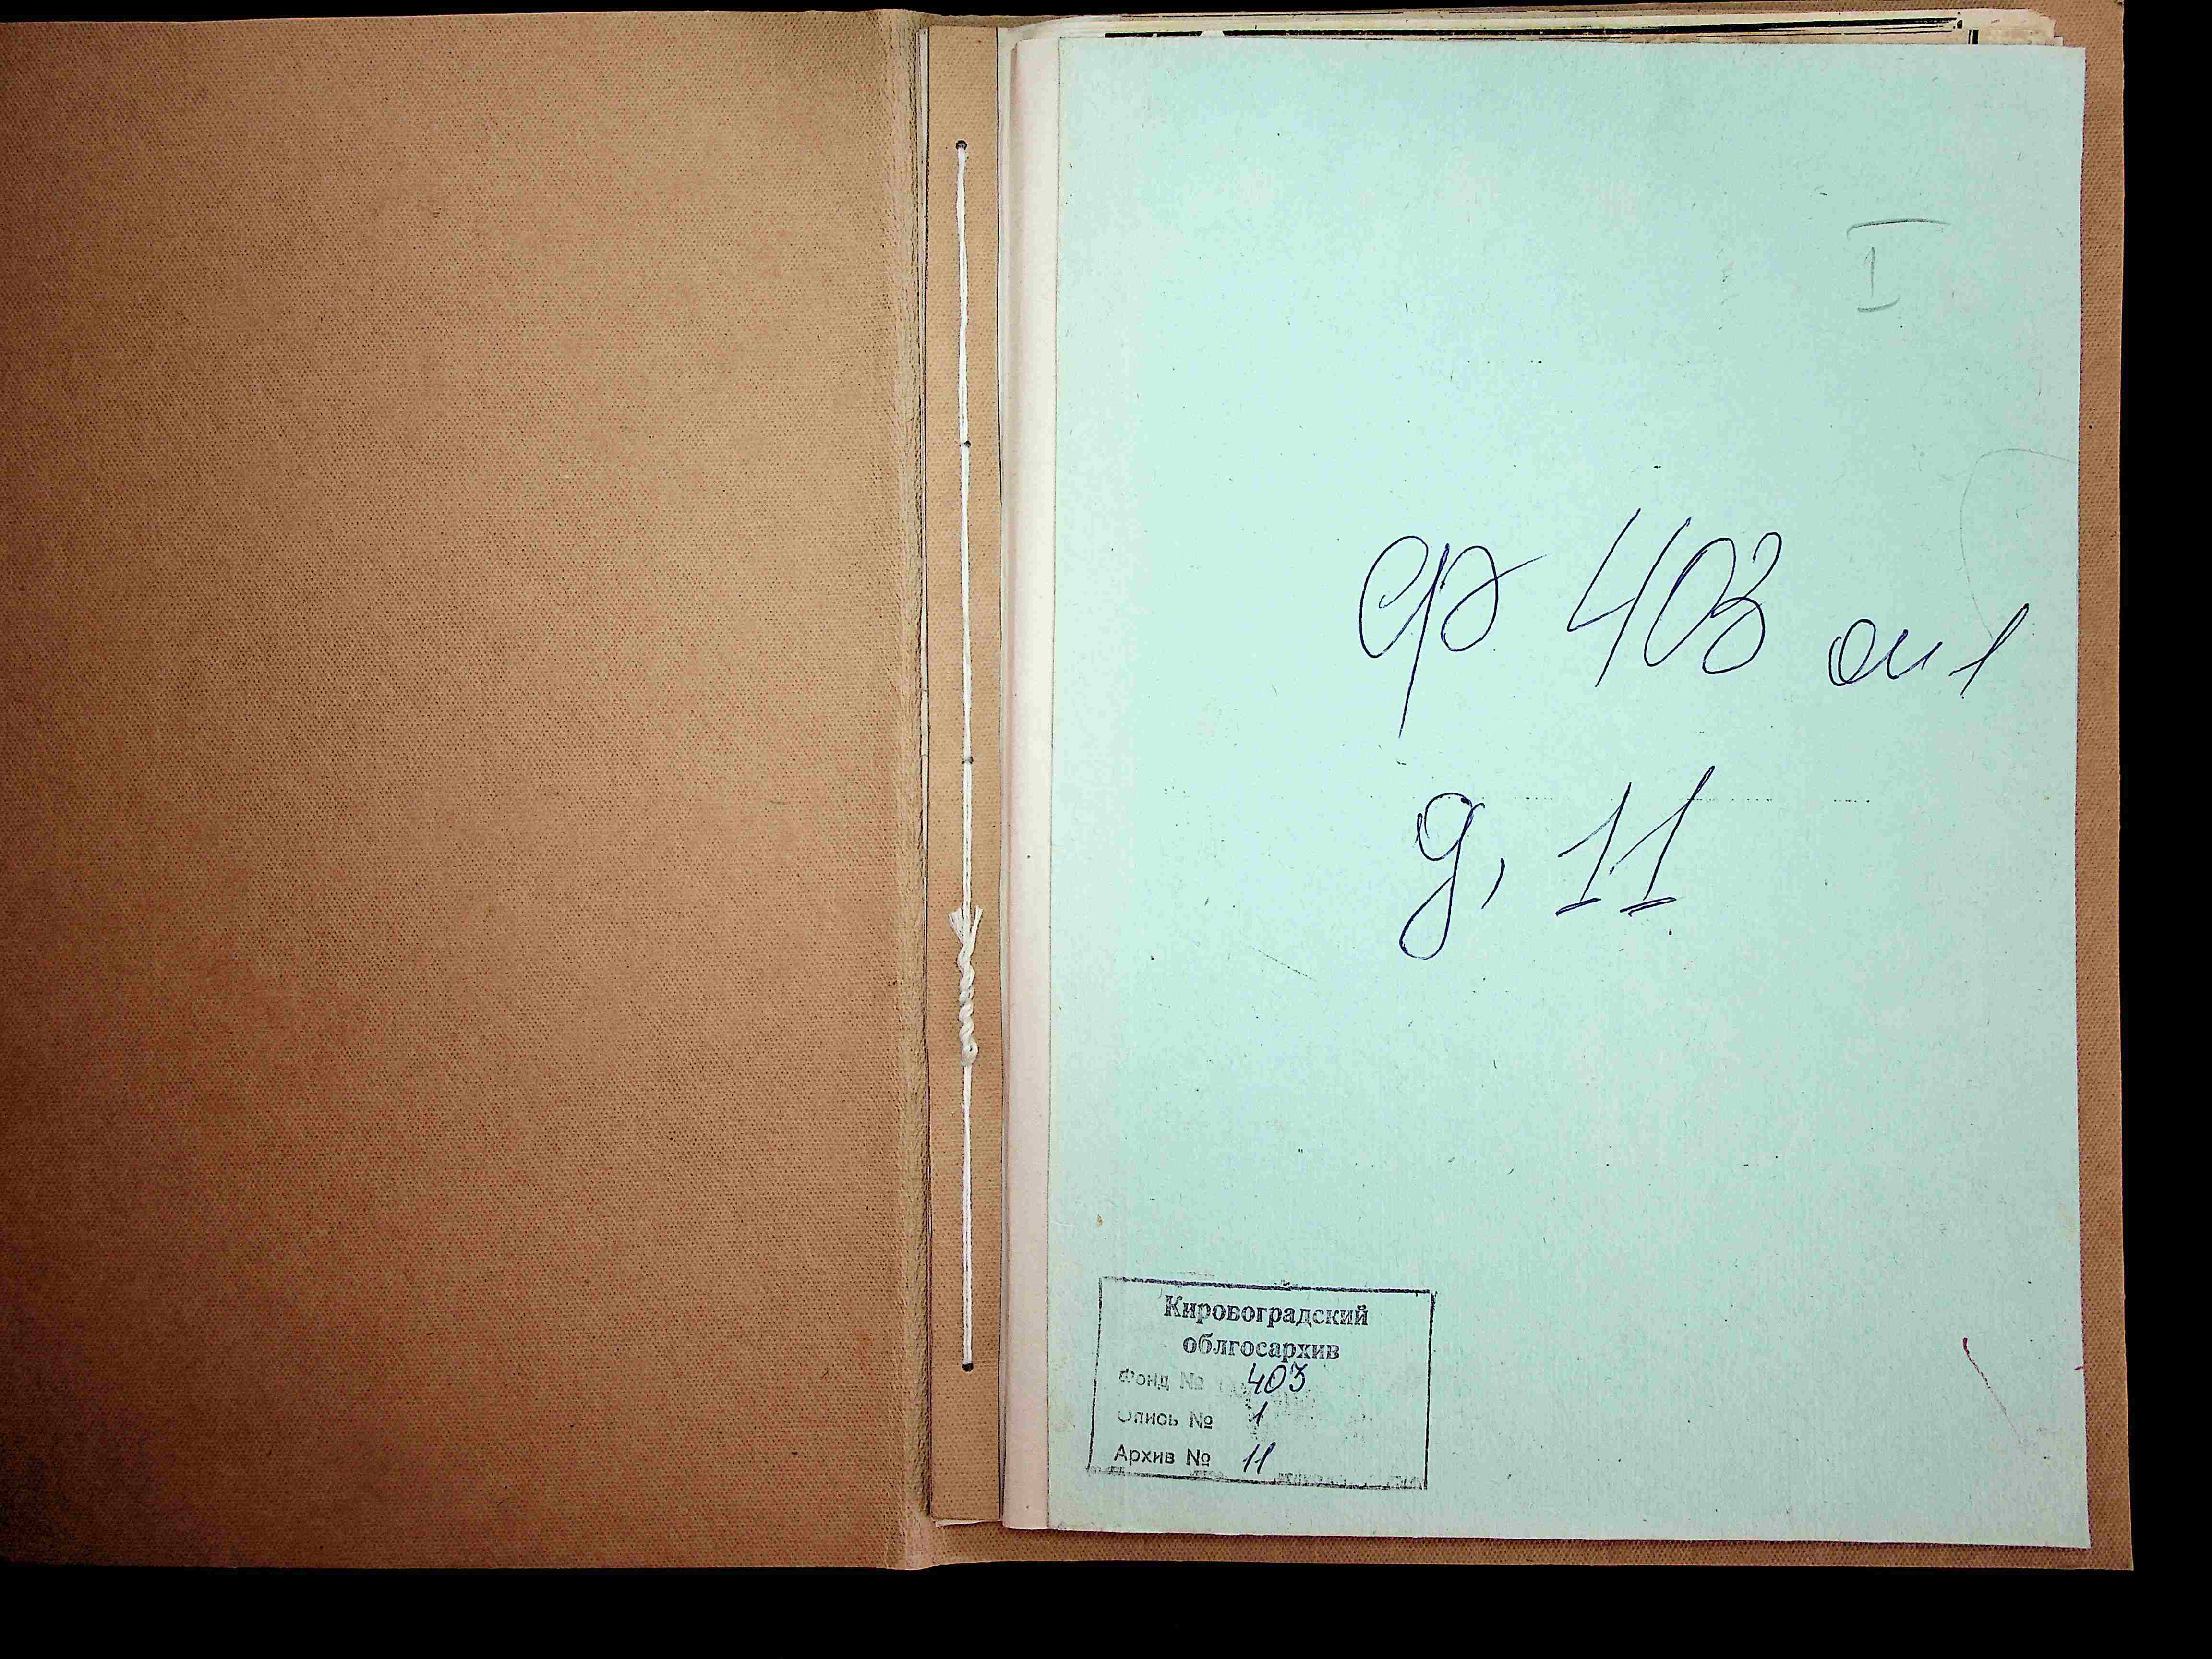 I
ф 403 оп 1
д, 11
Кировоградский
облгосархив
Фонд № 403
Опись № 1
Архив № 11